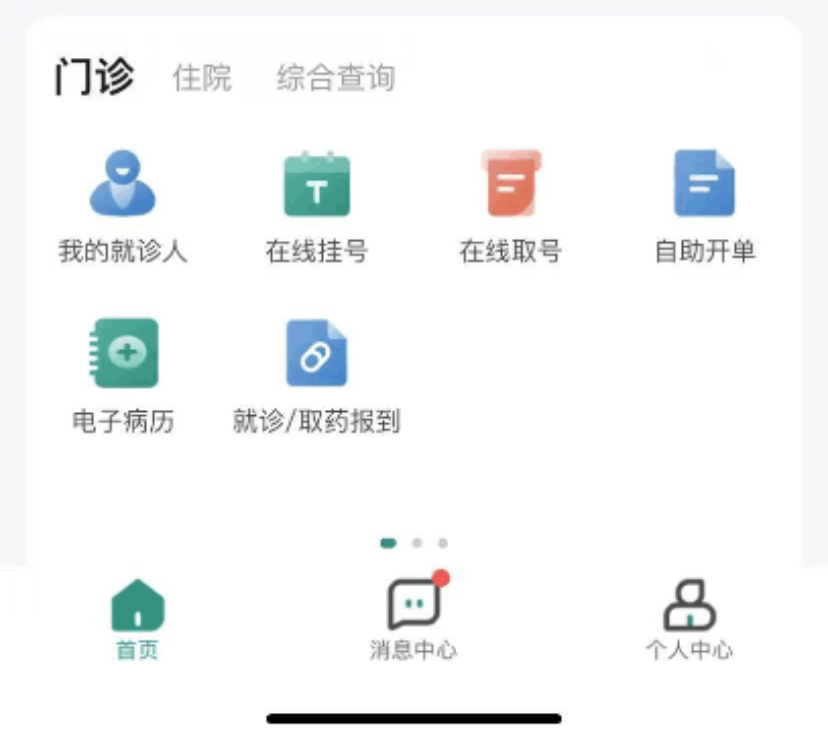 门诊 住院 综合查询
我的就诊人 在线挂号 在线取号 自助开单
电子病历 就诊/取药报到
首页 消息中心 个人中心